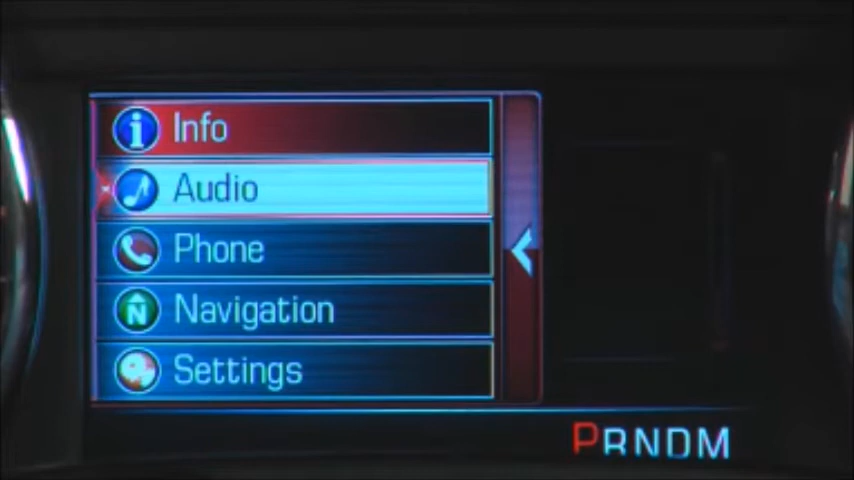 Info
Audio
Phone
Navigation
Settings
PRNDM